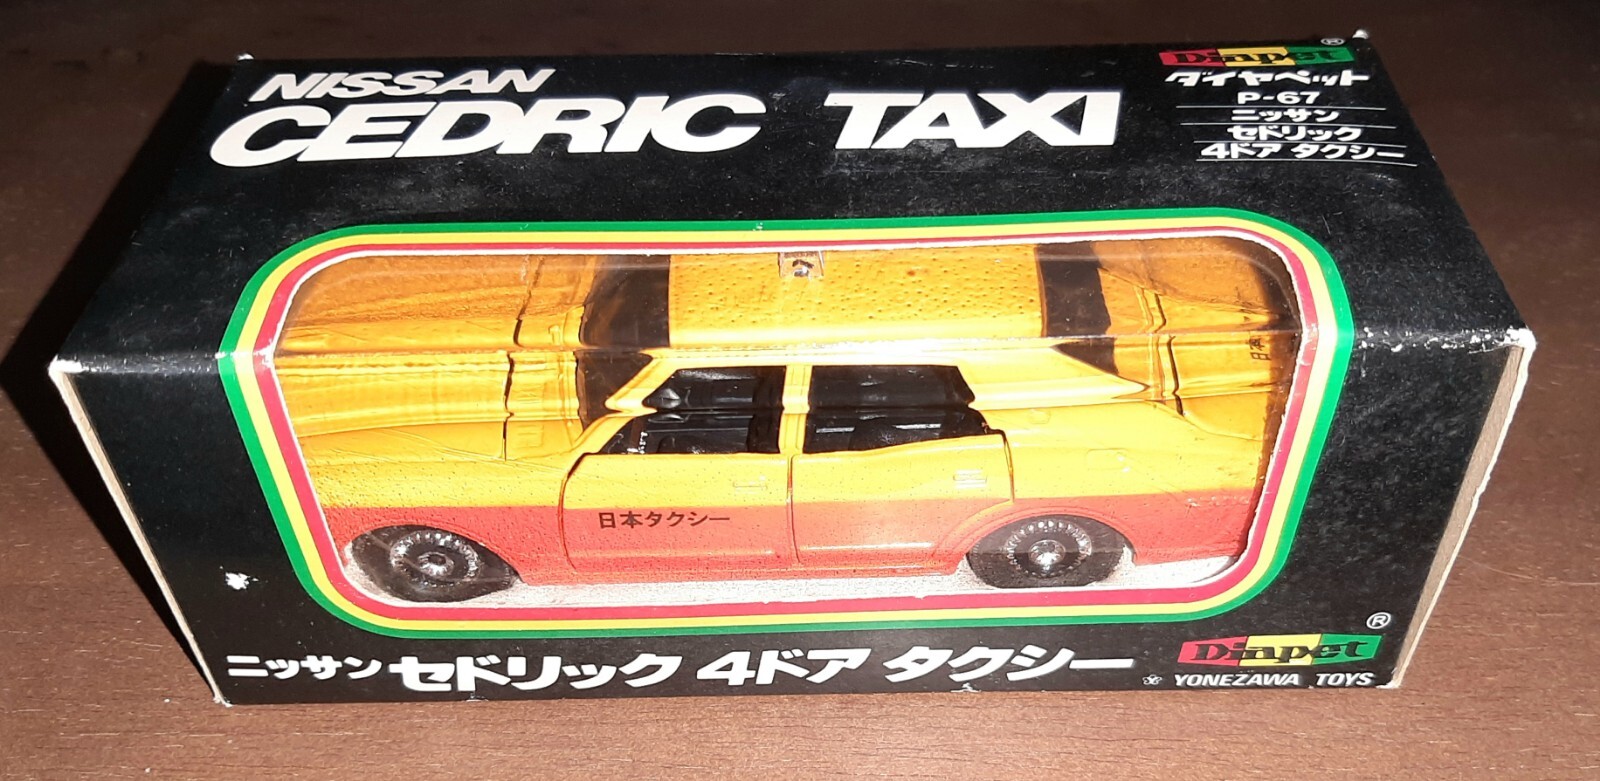 NISSAN
CEDRIC TAXI
Diapet ®
ダイヤペット
P-67
ニッサン
セドリック
4ドア タクシー
日本
日本タクシー
ニッサン セドリック 4ドア タクシー
Diapet ®
YONEZAWA TOYS